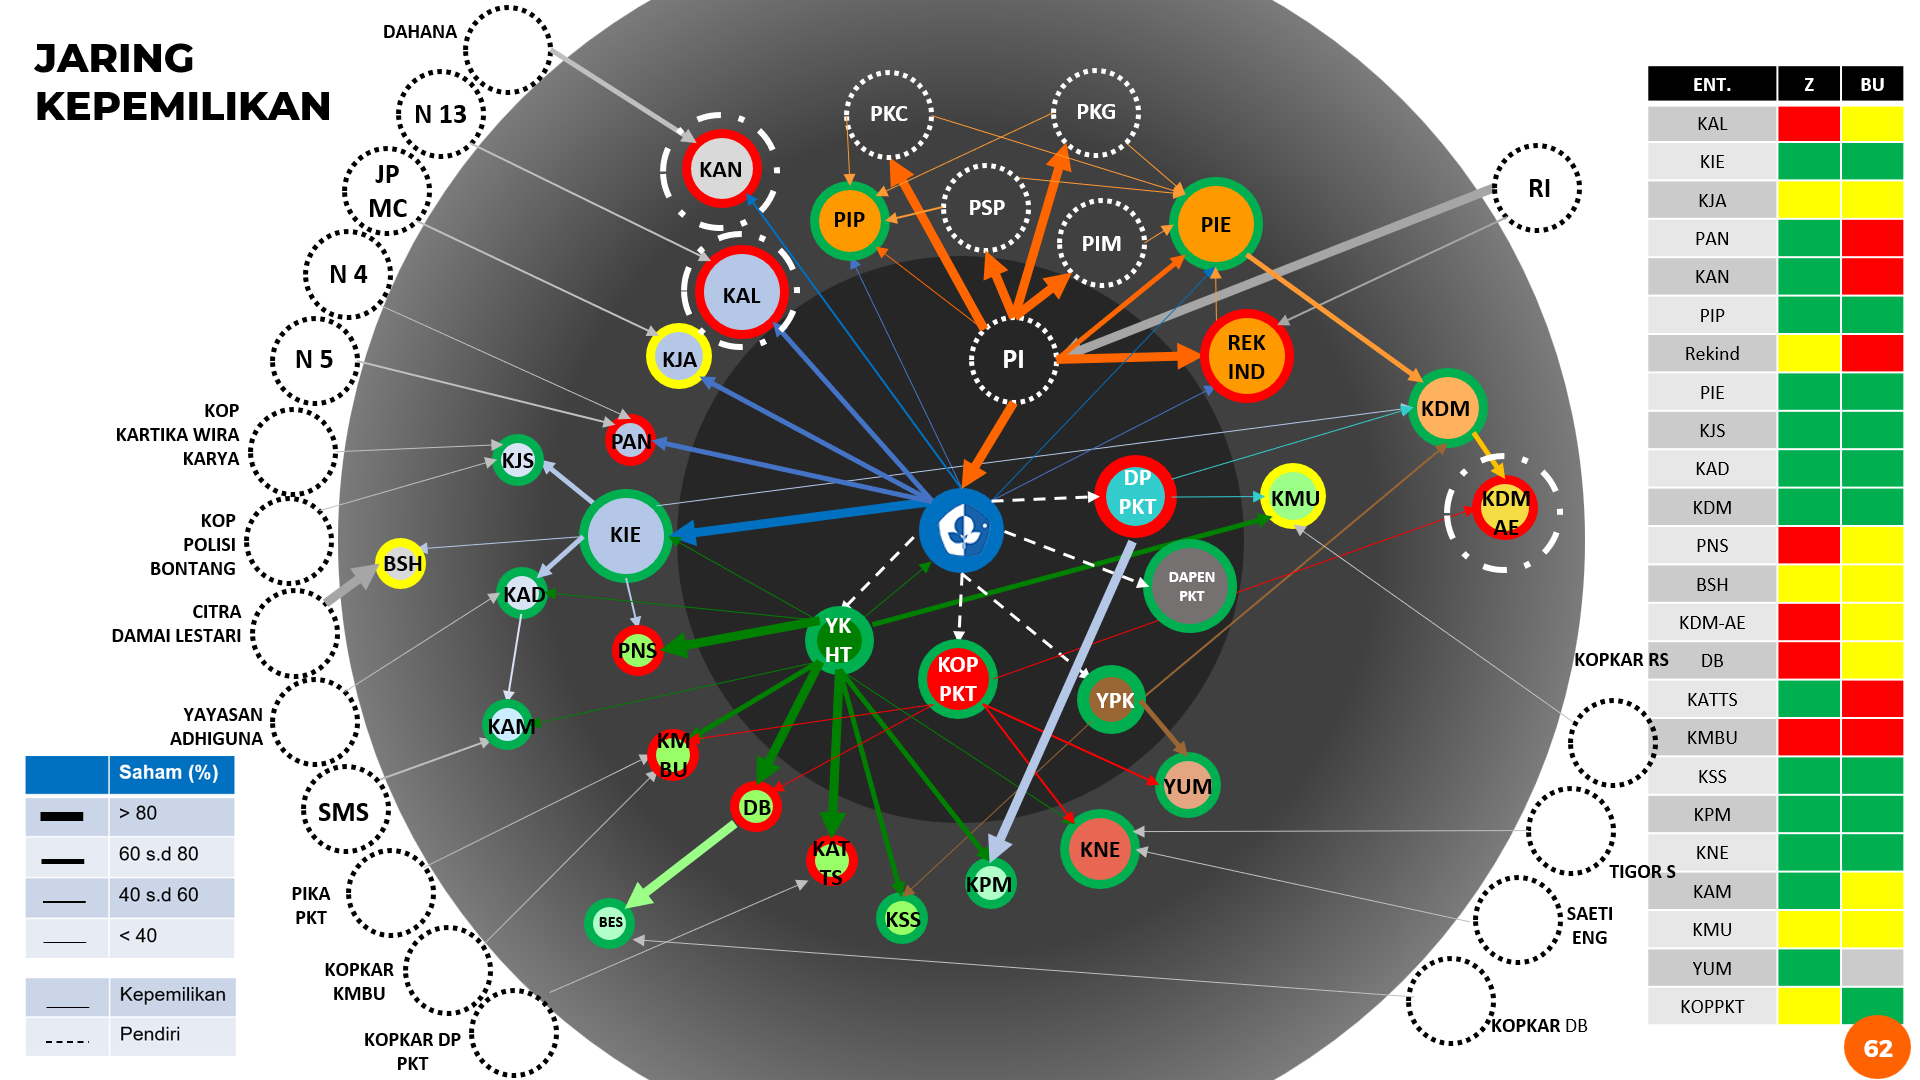 JARING
KEPEMILIKAN
DAHANA
N 13
JP
MC
N 4
N 5
KOP
KARTIKA WIRA
KARYA
KOP
POLISI
BONTANG
CITRA
DAMAI LESTARI
YAYASAN
ADHIGUNA
SMS
PIKA
PKT
KOPKAR
KMBU
KOPKAR DP
PKT
Saham (%)
> 80
60 s.d 80
40 s.d 60
< 40
Kepemilikan
Pendiri
KAN
KAL
KJA
PAN
KJS
KIE
BSH
KAD
PNS
KAM
PKC
PKG
PIP
PSP
PIM
PIE
PI
REK
IND
KDM
KDM
AE
DP
PKT
KMU
DAPEN
PKT
YK
HT
KOP
PKT
YPK
KM
BU
DB
KAT
TS
BES
KSS
KPM
KNE
YUM
RI
KOPKAR RS
TIGOR S
SAETI
ENG
KOPKAR DB
ENT. Z BU
KAL
KIE
KJA
PAN
KAN
PIP
Rekind
PIE
KJS
KAD
KDM
PNS
BSH
KDM-AE
DB
KATTS
KMBU
KSS
KPM
KNE
KAM
KMU
YUM
KOPPKT
62